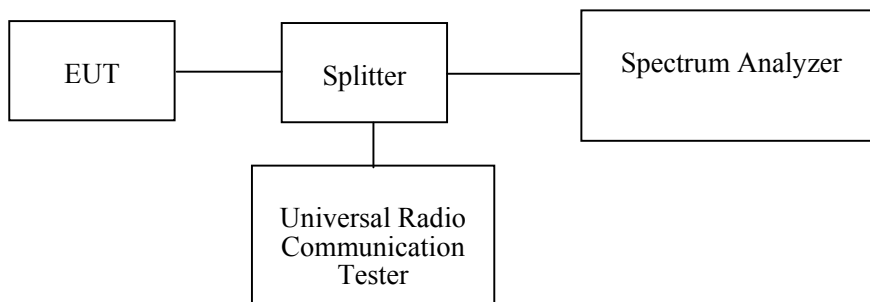 EUT
Splitter
Spectrum Analyzer
Universal Radio
Communication
Tester